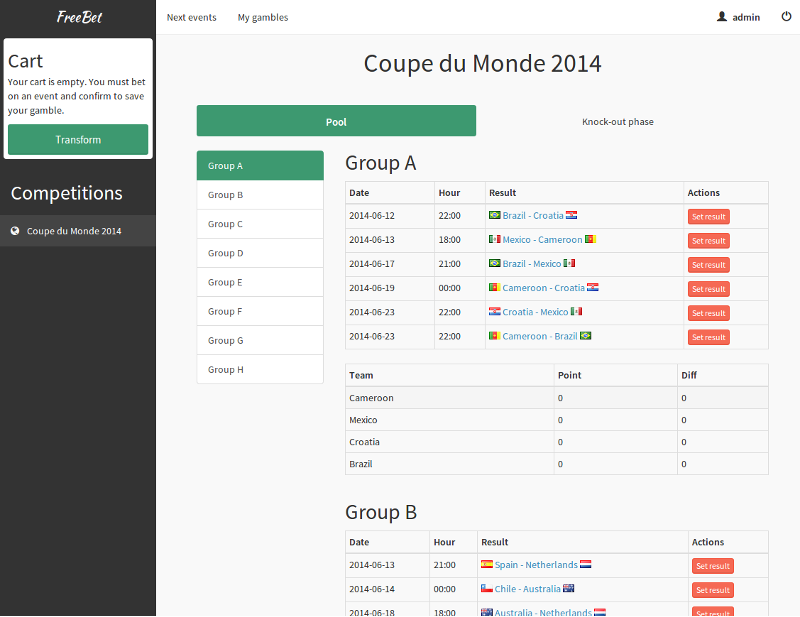 FreeBet
Next events
My gambles
admin
Cart
Your cart is empty. You must bet
on an event and confirm to save
your gamble.
Transform
Competitions
Coupe du Monde 2014
Coupe du Monde 2014
Pool
Knock-out phase
Group A
Group B
Group C
Group D
Group E
Group F
Group G
Group H
Group A
Date Hour Result Actions
2014-06-12 22:00 Brazil - Croatia Set result
2014-06-13 18:00 Mexico - Cameroon Set result
2014-06-17 21:00 Brazil - Mexico Set result
2014-06-19 00:00 Cameroon - Croatia Set result
2014-06-23 22:00 Croatia - Mexico Set result
2014-06-23 22:00 Cameroon - Brazil Set result
Team Point Diff
Cameroon 0 0
Mexico 0 0
Croatia 0 0
Brazil 0 0
Group B
Date Hour Result Actions
2014-06-13 21:00 Spain - Netherlands Set result
2014-06-14 00:00 Chile - Australia Set result
2014-06-18 18:00 Australia - Netherlands Set result